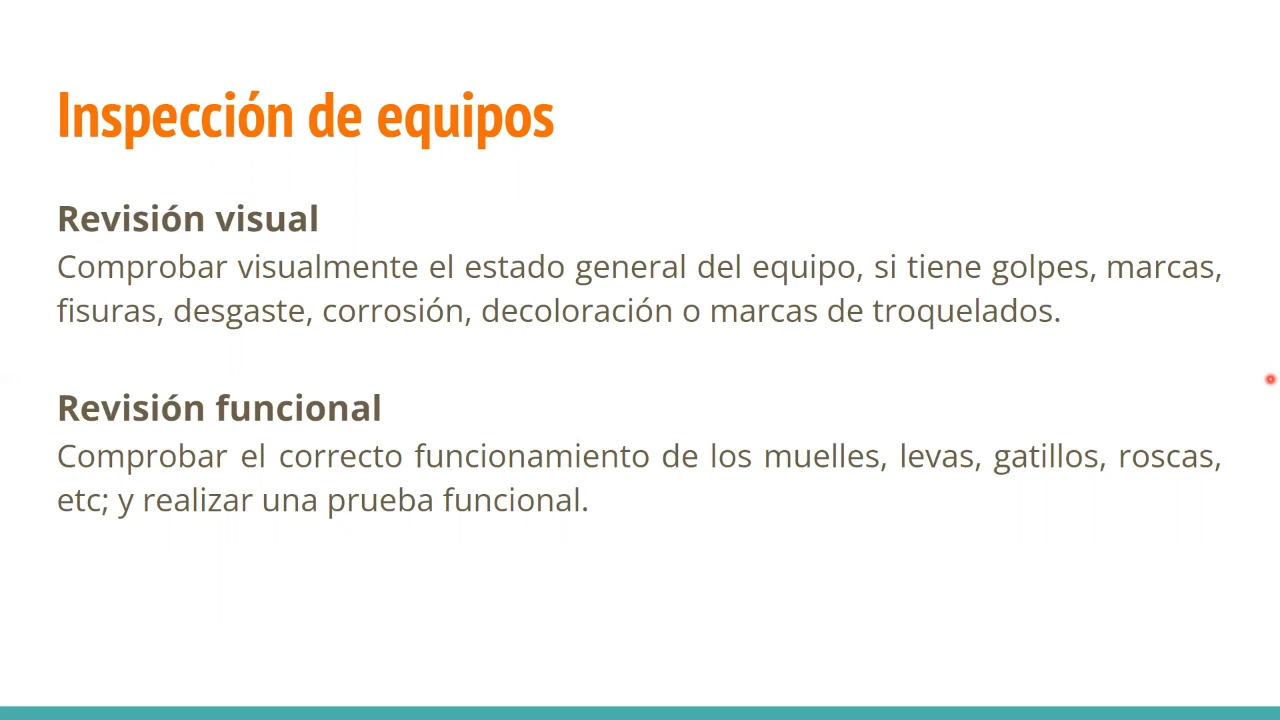 Inspección de equipos
Revisión visual
Comprobar visualmente el estado general del equipo, si tiene golpes, marcas,
fisuras, desgaste, corrosión, decoloración o marcas de troquelados.
Revisión funcional
Comprobar el correcto funcionamiento de los muelles, levas, gatillos, roscas,
etc; y realizar una prueba funcional.